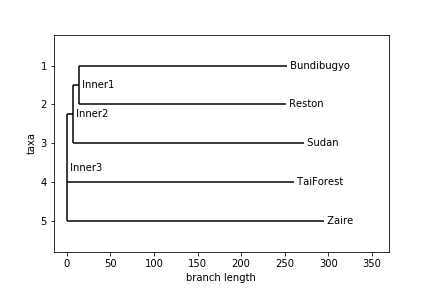 1
Bundibugyo
Inner1
2
Reston
Inner2
taxa
3
Sudan
Inner3
4
TaiForest
5
Zaire
0 50 100 150 200 250 300 350
branch length